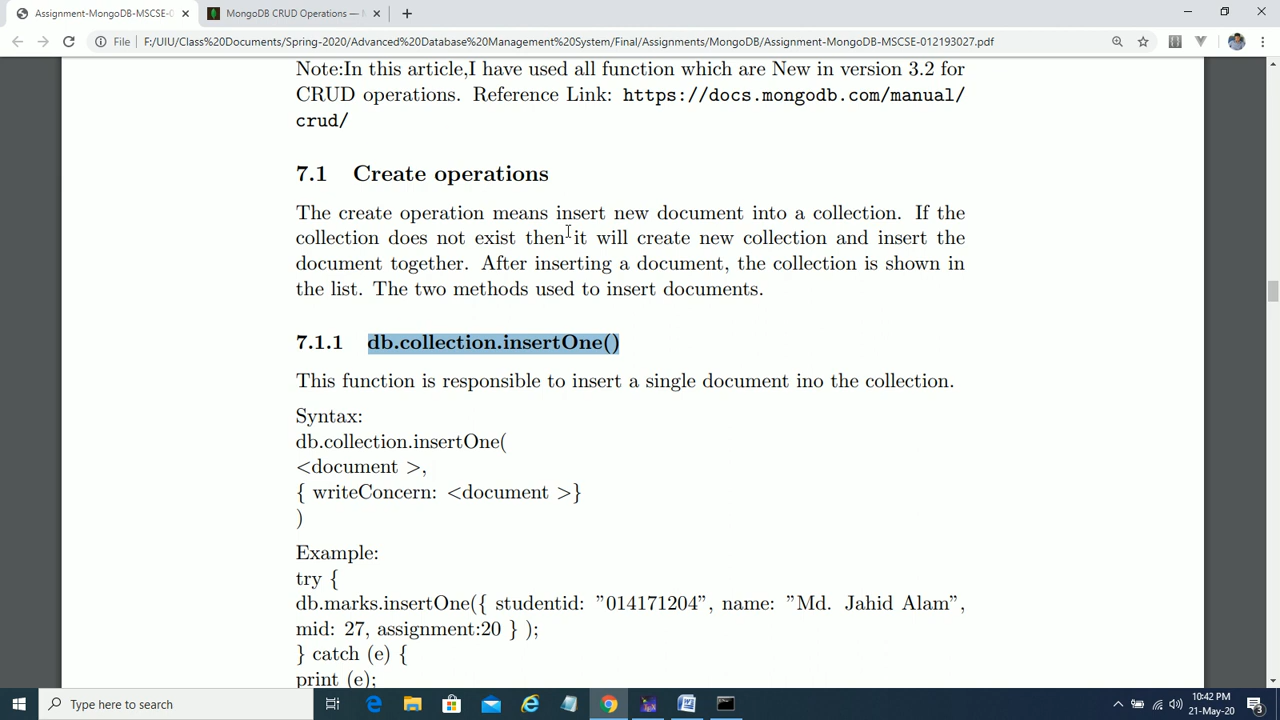 Assignment-MongoDB-MSCSE-0
MongoDB CRUD Operations — M
File
F:/UIU/Class%20Documents/Spring-2020/Advanced%20Database%20Management%20System/Final/Assignments/MongoDB/Assignment-MongoDB-MSCSE-012193027.pdf
Note:In this article,I have used all function which are New in version 3.2 for
CRUD operations. Reference Link: https://docs.mongodb.com/manual/
crud/
7.1 Create operations
The create operation means insert new document into a collection. If the
collection does not exist then it will create new collection and insert the
document together. After inserting a document, the collection is shown in
the list. The two methods used to insert documents.
7.1.1 db.collection.insertOne()
This function is responsible to insert a single document ino the collection.
Syntax:
db.collection.insertOne(
<document >,
{ writeConcern: <document >}
)
Example:
try {
db.marks.insertOne({ studentid: ”014171204”, name: ”Md. Jahid Alam”,
mid: 27, assignment:20 } );
} catch (e) {
print (e);
Type here to search
10:42 PM
21-May-20